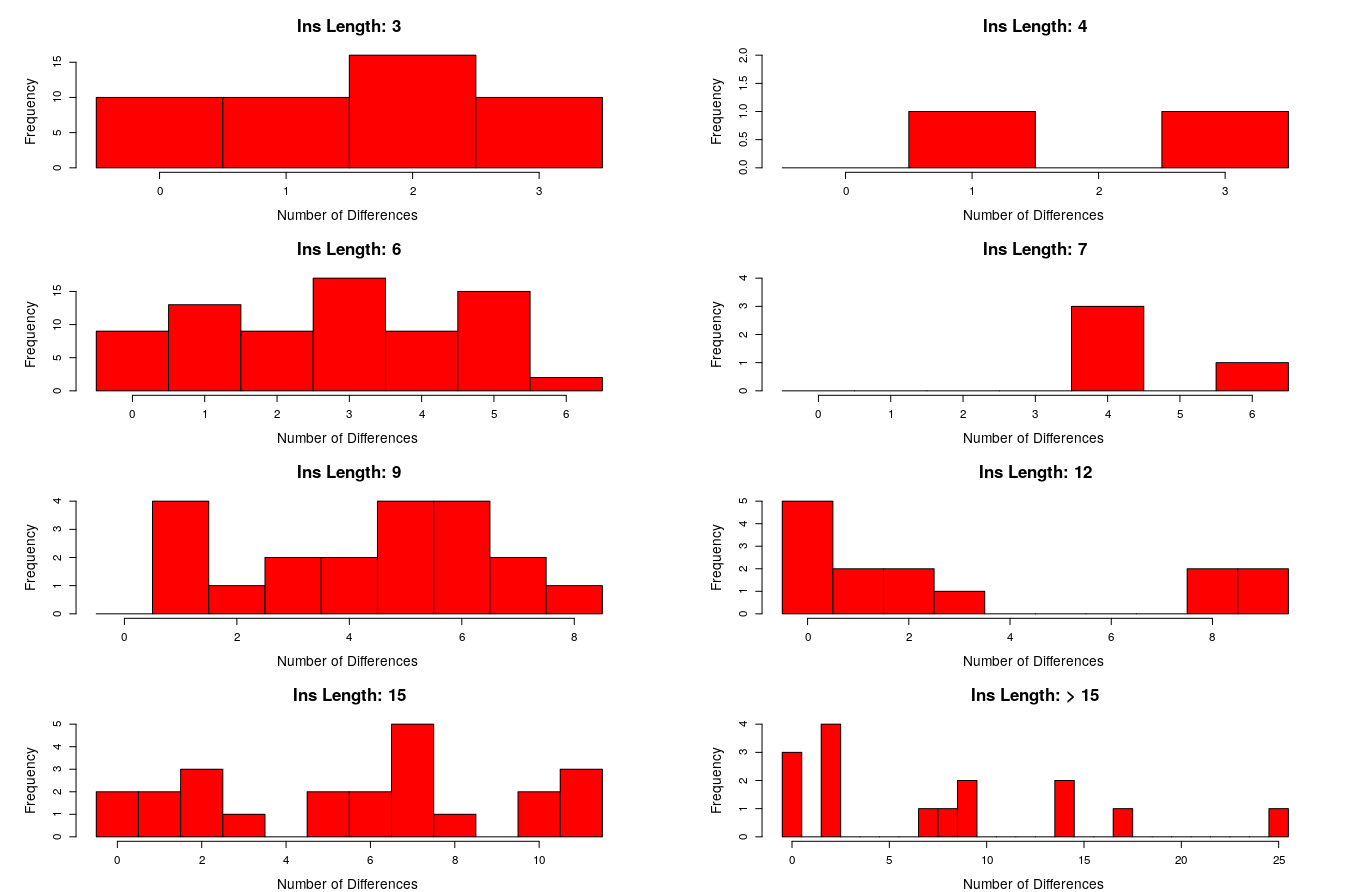 Ins Length: 3
Frequency
0 5 10 15
0 1 2 3
Number of Differences
Ins Length: 4
Frequency
0.0 0.5 1.0 1.5 2.0
0 1 2 3
Number of Differences
Ins Length: 6
Frequency
0 5 10 15
0 1 2 3 4 5 6
Number of Differences
Ins Length: 7
Frequency
0 1 2 3 4
0 1 2 3 4 5 6
Number of Differences
Ins Length: 9
Frequency
0 1 2 3 4
0 2 4 6 8
Number of Differences
Ins Length: 12
Frequency
0 1 2 3 4 5
0 2 4 6 8
Number of Differences
Ins Length: 15
Frequency
0 1 2 3 4 5
0 2 4 6 8 10
Number of Differences
Ins Length: > 15
Frequency
0 1 2 3 4
0 5 10 15 20 25
Number of Differences